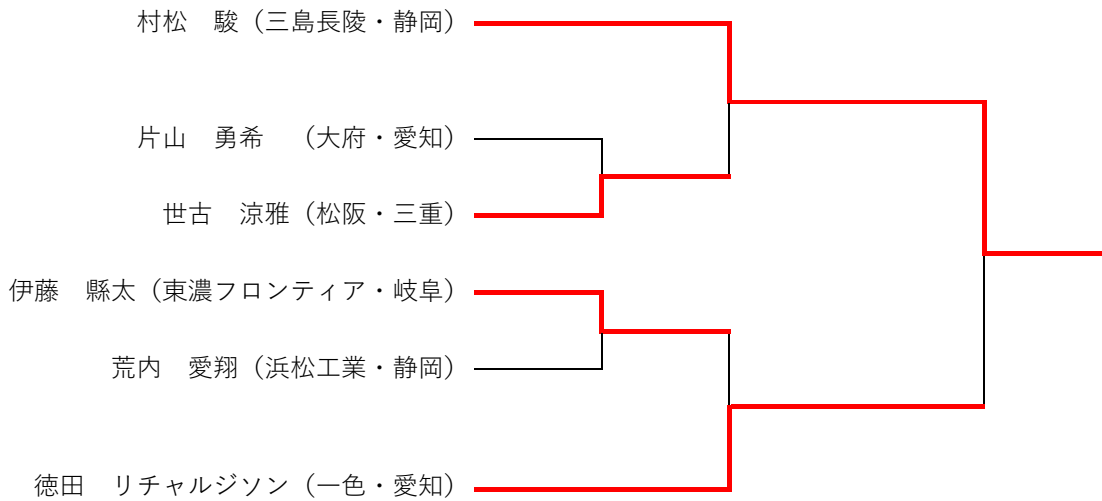 村松　駿（三島長陵・静岡）
片山　勇希　（大府・愛知）
世古　涼雅（松阪・三重）
伊藤　縣太（東濃フロンティア・岐阜）
荒内　愛翔（浜松工業・静岡）
徳田　リチャルジソン（一色・愛知）